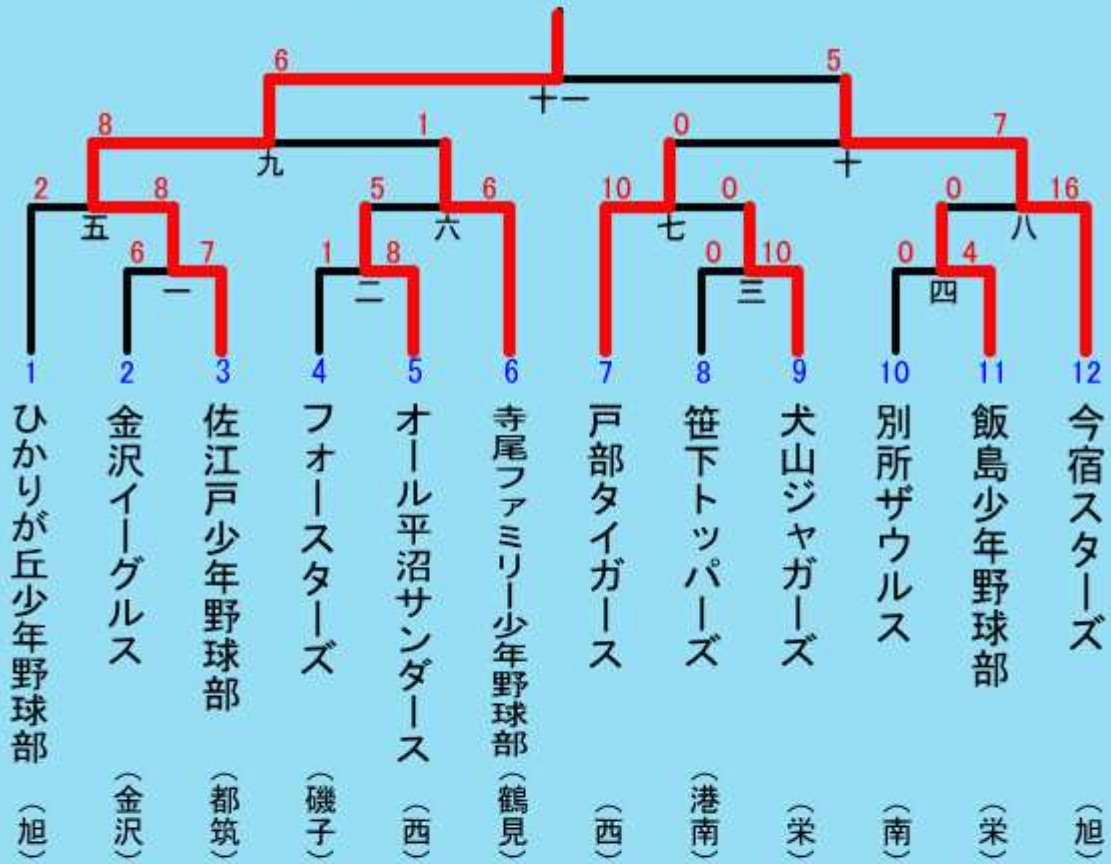 6 5
十一
8 1 0 7
九 十
2 8 5 6 10 0 0 16
五 六 七 八
6 7 1 8 0 10 0 4
一 二 三 四
1 2 3 4 5 6 7 8 9 10 11 12
ひかりが丘少年野球部 (旭)
金沢イーグルス (金沢)
佐江戸少年野球部 (都筑)
フォースターズ (磯子)
オール平沼サンダース (西)
寺尾ファミリー少年野球部 (鶴見)
戸部タイガース (西)
笹下トッパーズ (港南)
犬山ジャガーズ (栄)
別所ザウルス (南)
飯島少年野球部 (栄)
今宿スターズ (旭)